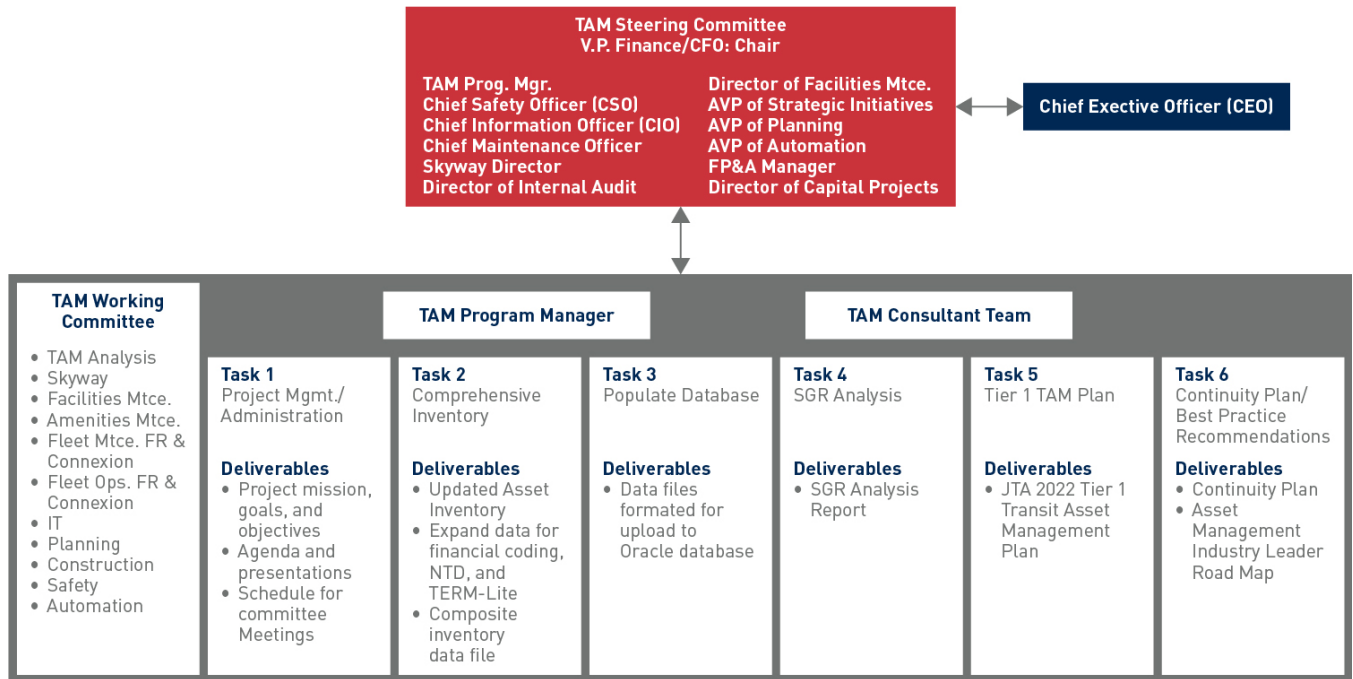 TAM Steering Committee
V.P. Finance/CFO: Chair
TAM Prog. Mgr.
Chief Safety Officer (CSO)
Chief Information Officer (CIO)
Chief Maintenance Officer
Skyway Director
Director of Internal Audit
Director of Facilities Mtce.
AVP of Strategic Initiatives
AVP of Planning
AVP of Automation
FP&A Manager
Director of Capital Projects
Chief Exective Officer (CEO)
TAM Working
Committee
• TAM Analysis
• Skyway
• Facilities Mtce.
• Amenities Mtce.
• Fleet Mtce. FR &
Connexion
• Fleet Ops. FR &
Connexion
• IT
• Planning
• Construction
• Safety
• Automation
TAM Program Manager
TAM Consultant Team
Task 1
Project Mgmt./
Administration
Deliverables
• Project mission,
goals, and
objectives
• Agenda and
presentations
• Schedule for
committee
Meetings
Task 2
Comprehensive
Inventory
Deliverables
• Updated Asset
Inventory
• Expand data for
financial coding,
NTD, and
TERM-Lite
• Composite
inventory
data file
Task 3
Populate Database
Deliverables
• Data files
formated for
upload to
Oracle database
Task 4
SGR Analysis
Deliverables
• SGR Analysis
Report
Task 5
Tier 1 TAM Plan
Deliverables
• JTA 2022 Tier 1
Transit Asset
Management
Plan
Task 6
Continuity Plan/
Best Practice
Recommendations
Deliverables
• Continuity Plan
• Asset
Management
Industry Leader
Road Map